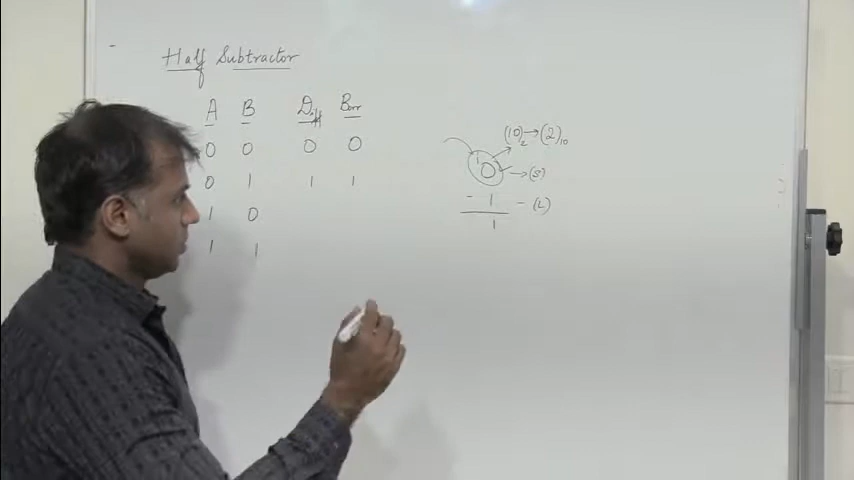 Half Subtractor
A B Diff Borr
0 0 0 0
0 1 1 1
1 0
1 1
(10)₂→(2)₁₀
1 0 →(S)
- 1 - (L)
1